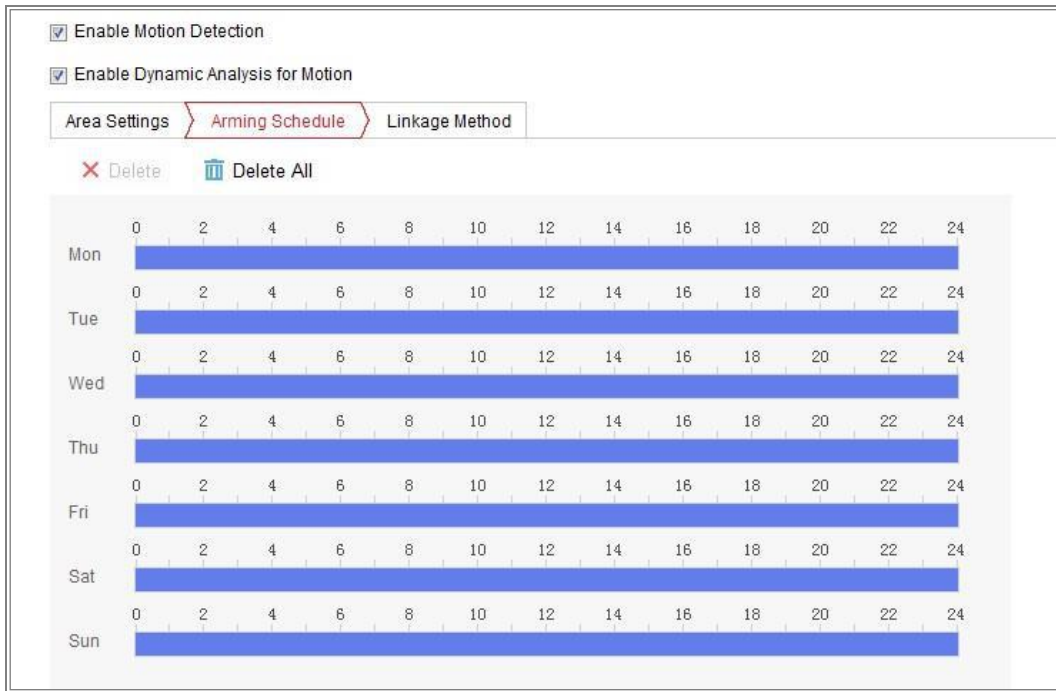 Enable Motion Detection
Enable Dynamic Analysis for Motion
Area Settings Arming Schedule Linkage Method
Delete Delete All
0 2 4 6 8 10 12 14 16 18 20 22 24
Mon
0 2 4 6 8 10 12 14 16 18 20 22 24
Tue
0 2 4 6 8 10 12 14 16 18 20 22 24
Wed
0 2 4 6 8 10 12 14 16 18 20 22 24
Thu
0 2 4 6 8 10 12 14 16 18 20 22 24
Fri
0 2 4 6 8 10 12 14 16 18 20 22 24
Sat
0 2 4 6 8 10 12 14 16 18 20 22 24
Sun